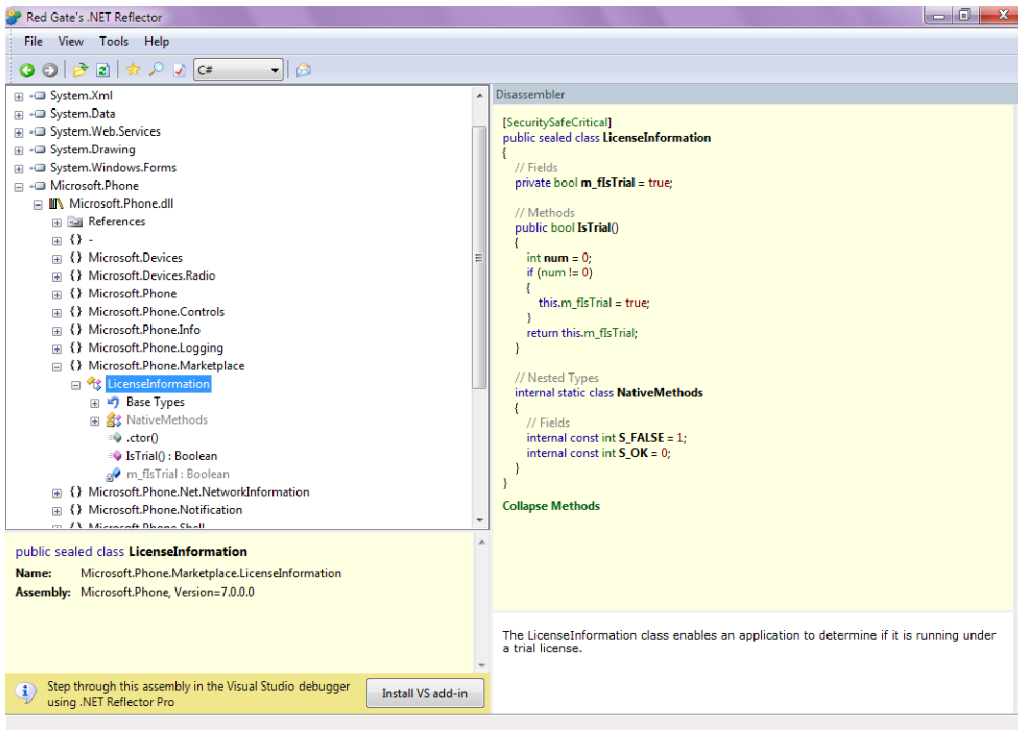 Red Gate's .NET Reflector
File View Tools Help
C#
System.Xml
System.Data
System.Web.Services
System.Drawing
System.Windows.Forms
Microsoft.Phone
Microsoft.Phone.dll
References
{} -
{} Microsoft.Devices
{} Microsoft.Devices.Radio
{} Microsoft.Phone
{} Microsoft.Phone.Controls
{} Microsoft.Phone.Info
{} Microsoft.Phone.Logging
{} Microsoft.Phone.Marketplace
LicenseInformation
Base Types
NativeMethods
.ctor()
IsTrial() : Boolean
m_fIsTrial : Boolean
{} Microsoft.Phone.Net.NetworkInformation
{} Microsoft.Phone.Notification
{} Microsoft.Phone.Shell
public sealed class LicenseInformation
Name: Microsoft.Phone.Marketplace.LicenseInformation
Assembly: Microsoft.Phone, Version=7.0.0.0
Step through this assembly in the Visual Studio debugger
using .NET Reflector Pro
Install VS add-in
Disassembler
[SecuritySafeCritical]
public sealed class LicenseInformation
{
// Fields
private bool m_fIsTrial = true;
// Methods
public bool IsTrial()
{
int num = 0;
if (num != 0)
{
this.m_fIsTrial = true;
}
return this.m_fIsTrial;
}
// Nested Types
internal static class NativeMethods
{
// Fields
internal const int S_FALSE = 1;
internal const int S_OK = 0;
}
}
Collapse Methods
The LicenseInformation class enables an application to determine if it is running under
a trial license.